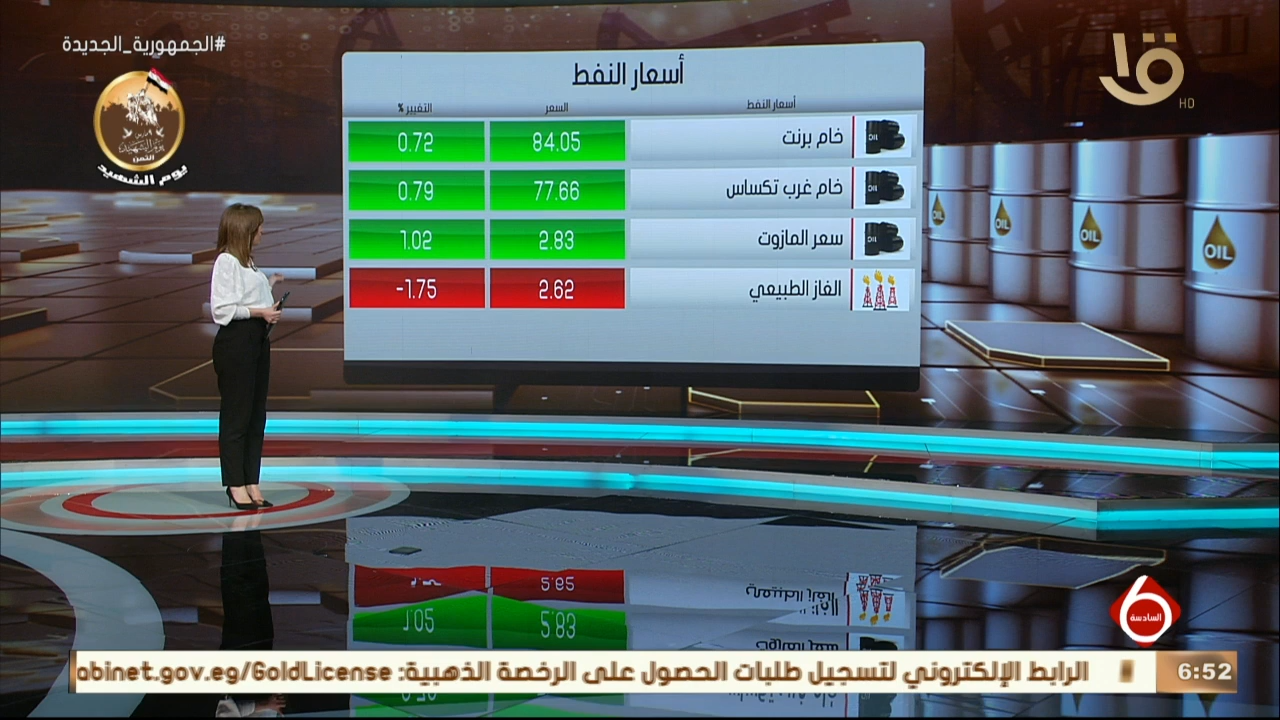 #الجمهورية_الجديدة
HD
يوم الشهيد
أسعار النفط
أسعار النفط السعر التغيير %
خام برنت 84.05 0.72
خام غرب تكساس 77.66 0.79
سعر المازوت 2.83 1.02
الغاز الطبيعي 2.62 -1.75
OIL
OIL
OIL
OIL
6 السادسة
6:52 الرابط الإلكتروني لتسجيل طلبات الحصول على الرخصة الذهبية: abinet.gov.eg/GoldLicense